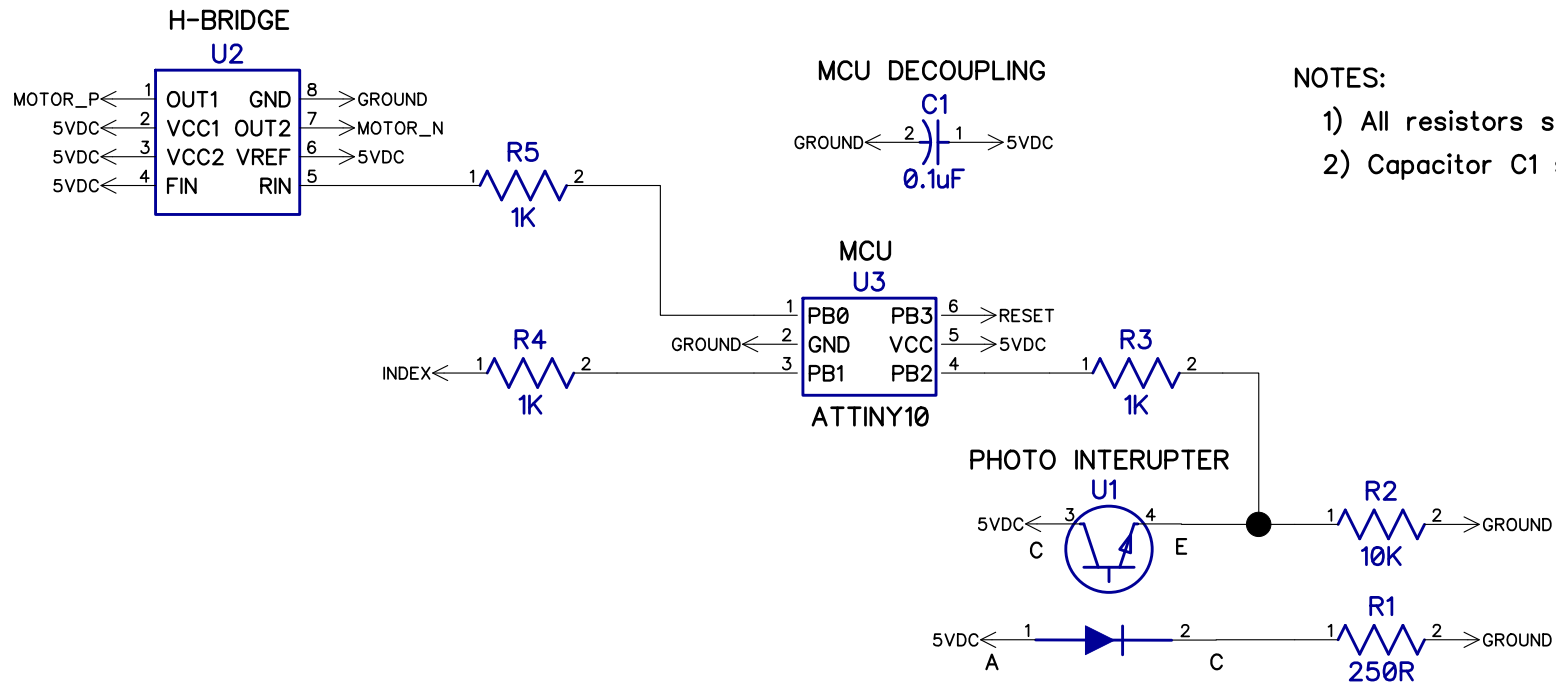 H-BRIDGE
U2
MOTOR_P 1 OUT1 GND 8 GROUND
5VDC 2 VCC1 OUT2 7 MOTOR_N
5VDC 3 VCC2 VREF 6 5VDC
5VDC 4 FIN RIN 5
R5
1 2
1K
MCU DECOUPLING
C1
GROUND 2 1 5VDC
0.1uF
NOTES:
1) All resistors s
2) Capacitor C1
MCU
U3
1 PB0 PB3 6 RESET
GROUND 2 GND VCC 5 5VDC
3 PB1 PB2 4
ATTINY10
R4
INDEX 1 2
1K
R3
1 2
1K
PHOTO INTERUPTER
U1
5VDC 3 4
C E
R2
1 2 GROUND
10K
5VDC 1 2
A C
R1
1 2 GROUND
250R